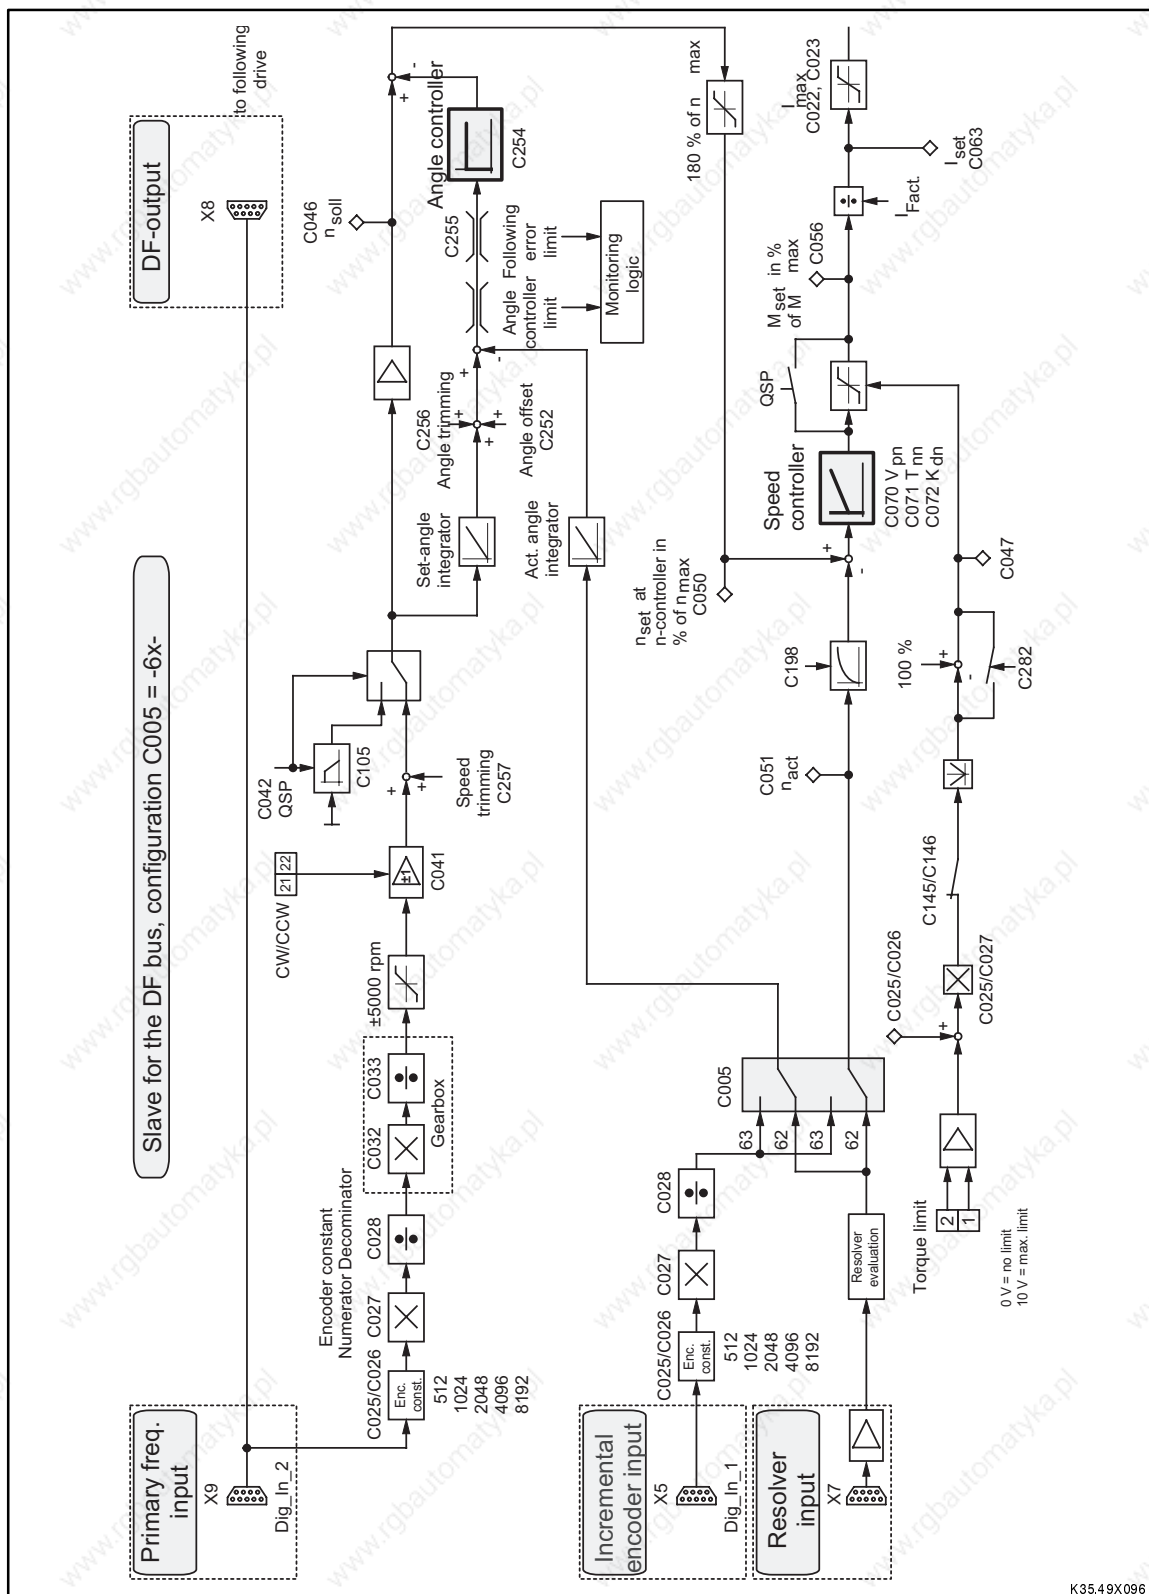 Slave for the DF bus, configuration C005 = -6x-
Primary freq.
input
X9
Dig_In_2
DF-output
X8
to following
drive
C025/C026
Enc.
const.
512
1024
2048
4096
8192
Encoder constant
Numerator Decominator
C027
C028
C032
C033
Gearbox
±5000 rpm
CW/CCW
21 22
±1
C041
+
+
Speed
trimming
C257
C042
QSP
C105
C046
n soll
+
-
Set-angle
integrator
C256
Angle trimming
+
+
+
Angle offset
C252
+
-
Act. angle
integrator
Angle
controller
limit
Following
error
limit
Monitoring
logic
C255
Angle controller
C254
180 % of n max
Incremental
encoder input
X5
Dig_In_1
C025/C026
Enc.
const.
512
1024
2048
4096
8192
C027
C028
63
62
63
62
C005
Resolver
input
X7
Resolver
evaluation
C051
n act
C198
n set at
n-controller in
% of n max
C050
+
-
Speed
controller
C070 V pn
C071 T nn
C072 K dn
QSP
M set in %
of M max
C056
I Fact.
I set
C063
I max
C022, C023
Torque limit
2
1
0 V = no limit
10 V = max. limit
C025/C026
+
C025/C027
C145/C146
100 %
+
-
C282
C047
K35.49X096
www.rgbautomatyka.pl